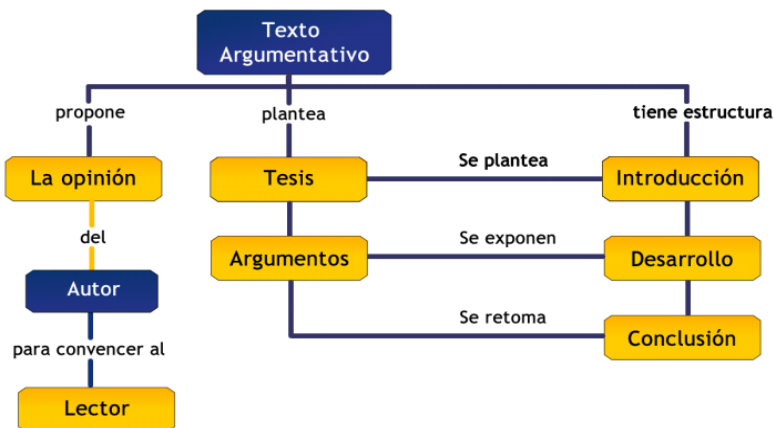 Texto
Argumentativo
propone
plantea
tiene estructura
La opinión
Tesis
Se plantea
Introducción
del
Argumentos
Se exponen
Desarrollo
Autor
Se retoma
Conclusión
para convencer al
Lector